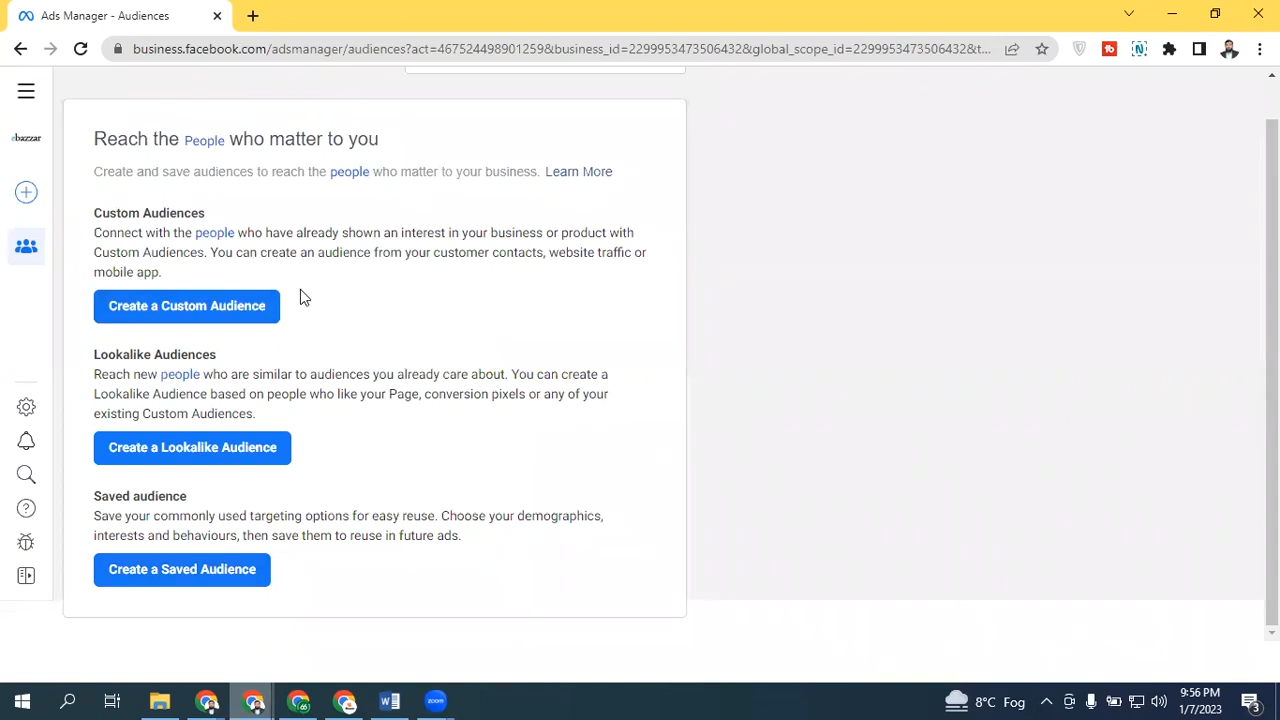 Ads Manager - Audiences
business.facebook.com/adsmanager/audiences?act=467524498901259&business_id=2299953473506432&global_scope_id=2299953473506432&t...
ebazzar
Reach the People who matter to you
Create and save audiences to reach the people who matter to your business. Learn More
Custom Audiences
Connect with the people who have already shown an interest in your business or product with
Custom Audiences. You can create an audience from your customer contacts, website traffic or
mobile app.
Create a Custom Audience
Lookalike Audiences
Reach new people who are similar to audiences you already care about. You can create a
Lookalike Audience based on people who like your Page, conversion pixels or any of your
existing Custom Audiences.
Create a Lookalike Audience
Saved audience
Save your commonly used targeting options for easy reuse. Choose your demographics,
interests and behaviours, then save them to reuse in future ads.
Create a Saved Audience
zoom
8°C Fog
9:56 PM
1/7/2023
3